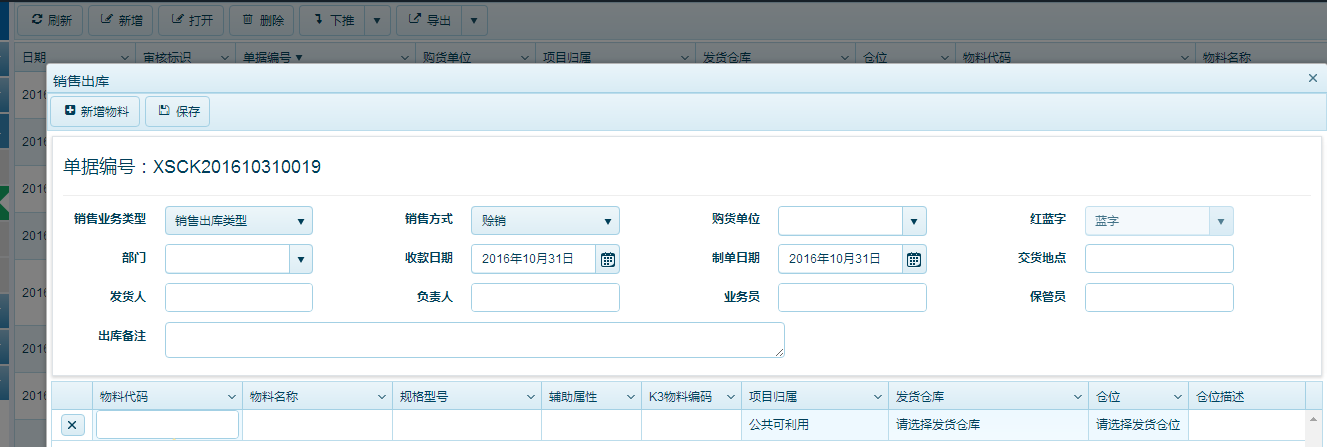 刷新 新增 打开 删除 下推 导出
日期 审核标识 单据编号 购货单位 项目归属 发货仓库 仓位 物料代码 物料名称
销售出库
新增物料 保存
2016
单据编号：XSCK201610310019
2016
2016
销售业务类型 销售出库类型 销售方式 赊销 购货单位 红蓝字 蓝字
2016
部门 收款日期 2016年10月31日 制单日期 2016年10月31日 交货地点
2016
发货人 负责人 业务员 保管员
出库备注
2016
2016
物料代码 物料名称 规格型号 辅助属性 K3物料编码 项目归属 发货仓库 仓位 仓位描述
公共可利用 请选择发货仓库 请选择发货仓位